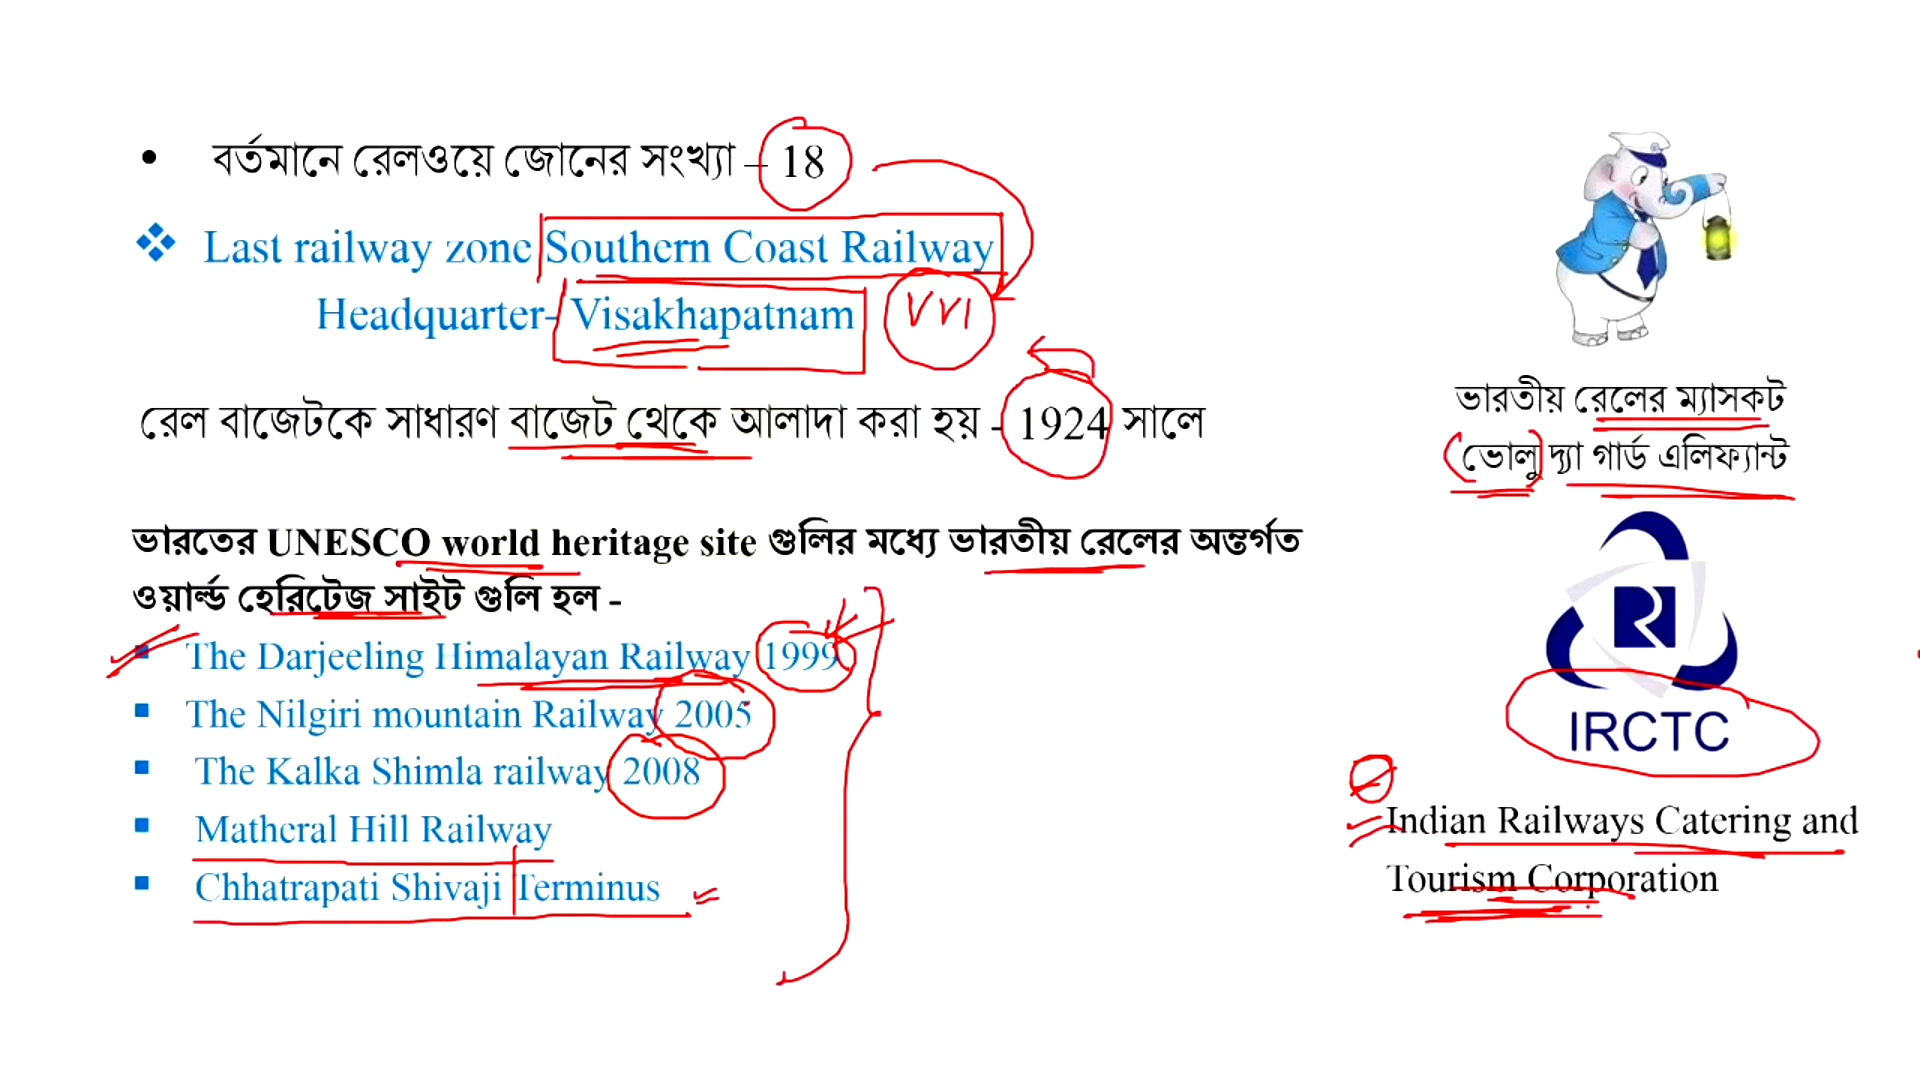 • বর্তমানে রেলওয়ে জোনের সংখ্যা – 18
❖ Last railway zone Southern Coast Railway
Headquarter- Visakhapatnam VVI
রেল বাজেটকে সাধারণ বাজেট থেকে আলাদা করা হয় - 1924 সালে
ভারতের UNESCO world heritage site গুলির মধ্যে ভারতীয় রেলের অন্তর্গত
ওয়ার্ল্ড হেরিটেজ সাইট গুলি হল -
▪ The Darjeeling Himalayan Railway 1999
▪ The Nilgiri mountain Railway 2005
▪ The Kalka Shimla railway 2008
▪ Matheral Hill Railway
▪ Chhatrapati Shivaji Terminus
ভারতীয় রেলের ম্যাসকট
ভোলু দ্যা গার্ড এলিফ্যান্ট
IRCTC
Indian Railways Catering and
Tourism Corporation